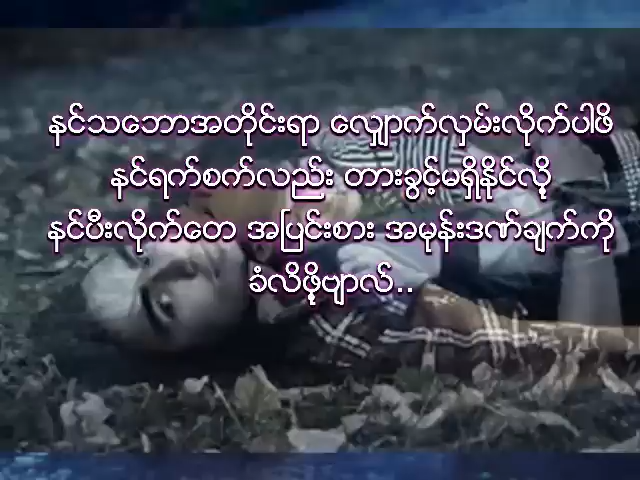 နင်သဘောအတိုင်းရာ လျှောက်လှမ်းလိုက်ပါဖိ
နင်ရက်စက်လည်း တားခွင့်မရှိနိုင်လို့
နင်ပီးလိုက်တေ အပြင်းစား အမုန်းဒဏ်ချက်ကို
ခံလိဖို့ဗျာလ်..